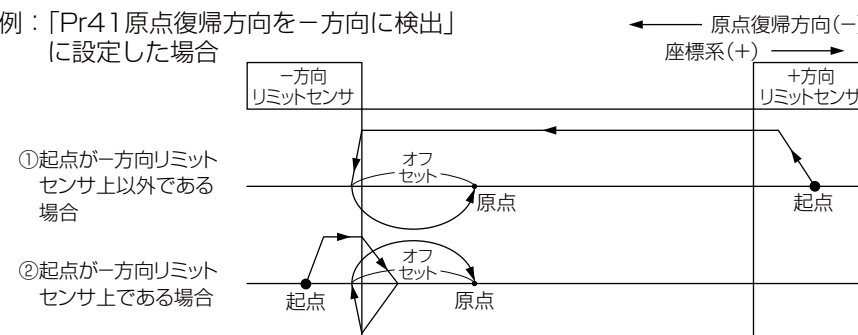 例：「Pr41原点復帰方向を－方向に検出」
に設定した場合
原点復帰方向(－)
座標系(＋)
－方向
リミットセンサ
＋方向
リミットセンサ
①起点が－方向リミット
センサ上以外である
場合
オフ
セット
原点
起点
②起点が－方向リミット
センサ上である場合
オフ
セット
起点
原点